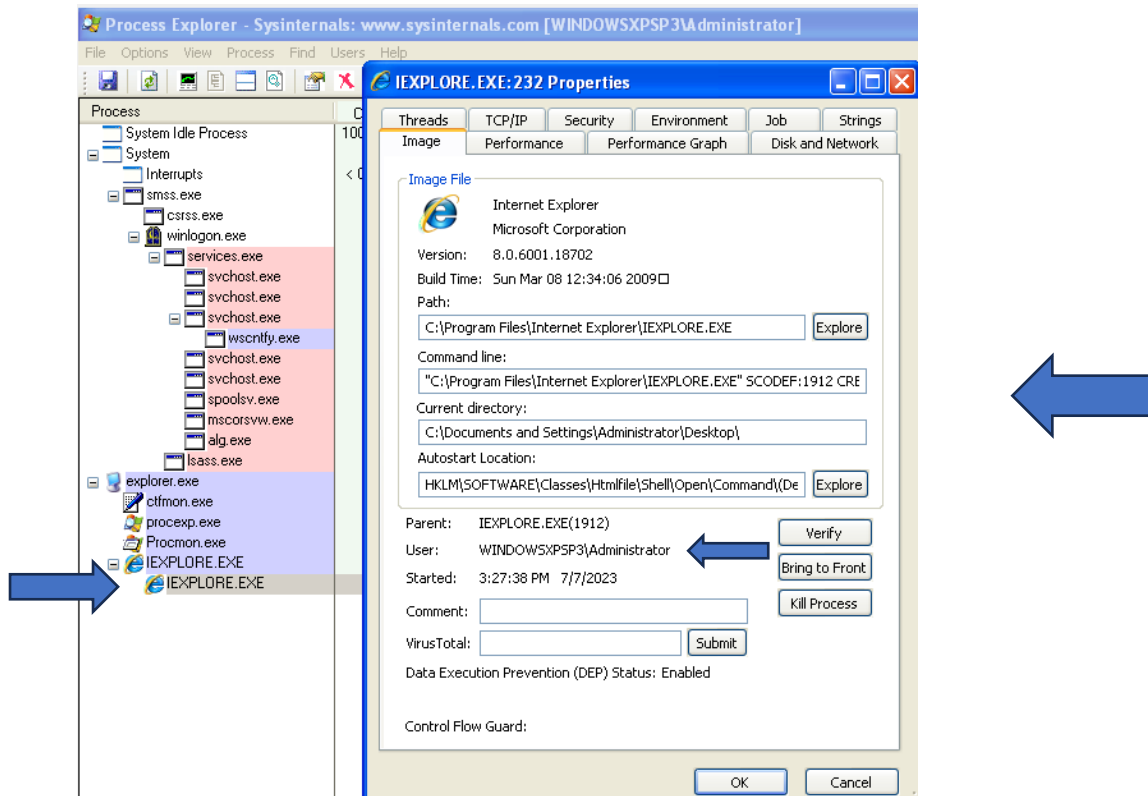 Process Explorer - Sysinternals: www.sysinternals.com [WINDOWSXPSP3\Administrator]
File Options View Process Find Users Help
Process
System Idle Process 100
System
Interrupts < 0
smss.exe
csrss.exe
winlogon.exe
services.exe
svchost.exe
svchost.exe
svchost.exe
wscntfy.exe
svchost.exe
svchost.exe
spoolsv.exe
mscorsvw.exe
alg.exe
lsass.exe
explorer.exe
ctfmon.exe
procexp.exe
Procmon.exe
IEXPLORE.EXE
IEXPLORE.EXE
IEXPLORE.EXE:232 Properties
Threads TCP/IP Security Environment Job Strings
Image Performance Performance Graph Disk and Network
Image File
Internet Explorer
Microsoft Corporation
Version: 8.0.6001.18702
Build Time: Sun Mar 08 12:34:06 2009
Path:
C:\Program Files\Internet Explorer\IEXPLORE.EXE Explore
Command line:
"C:\Program Files\Internet Explorer\IEXPLORE.EXE" SCODEF:1912 CRE
Current directory:
C:\Documents and Settings\Administrator\Desktop\
Autostart Location:
HKLM\SOFTWARE\Classes\Htmlfile\Shell\Open\Command\(De Explore
Parent: IEXPLORE.EXE(1912)
Verify
User: WINDOWSXPSP3\Administrator
Bring to Front
Started: 3:27:38 PM 7/7/2023
Kill Process
Comment:
VirusTotal: Submit
Data Execution Prevention (DEP) Status: Enabled
Control Flow Guard:
OK Cancel